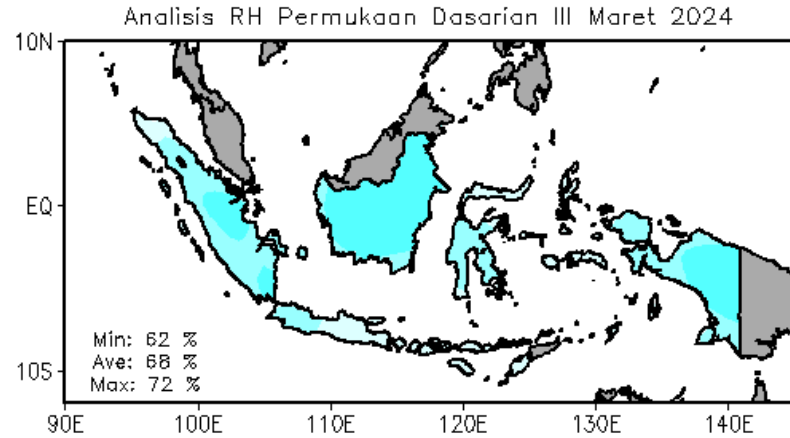 Analisis RH Permukaan Dasarian III Maret 2024
10N
EQ
Min: 62 %
Ave: 68 %
Max: 72 %
10S
90E 100E 110E 120E 130E 140E